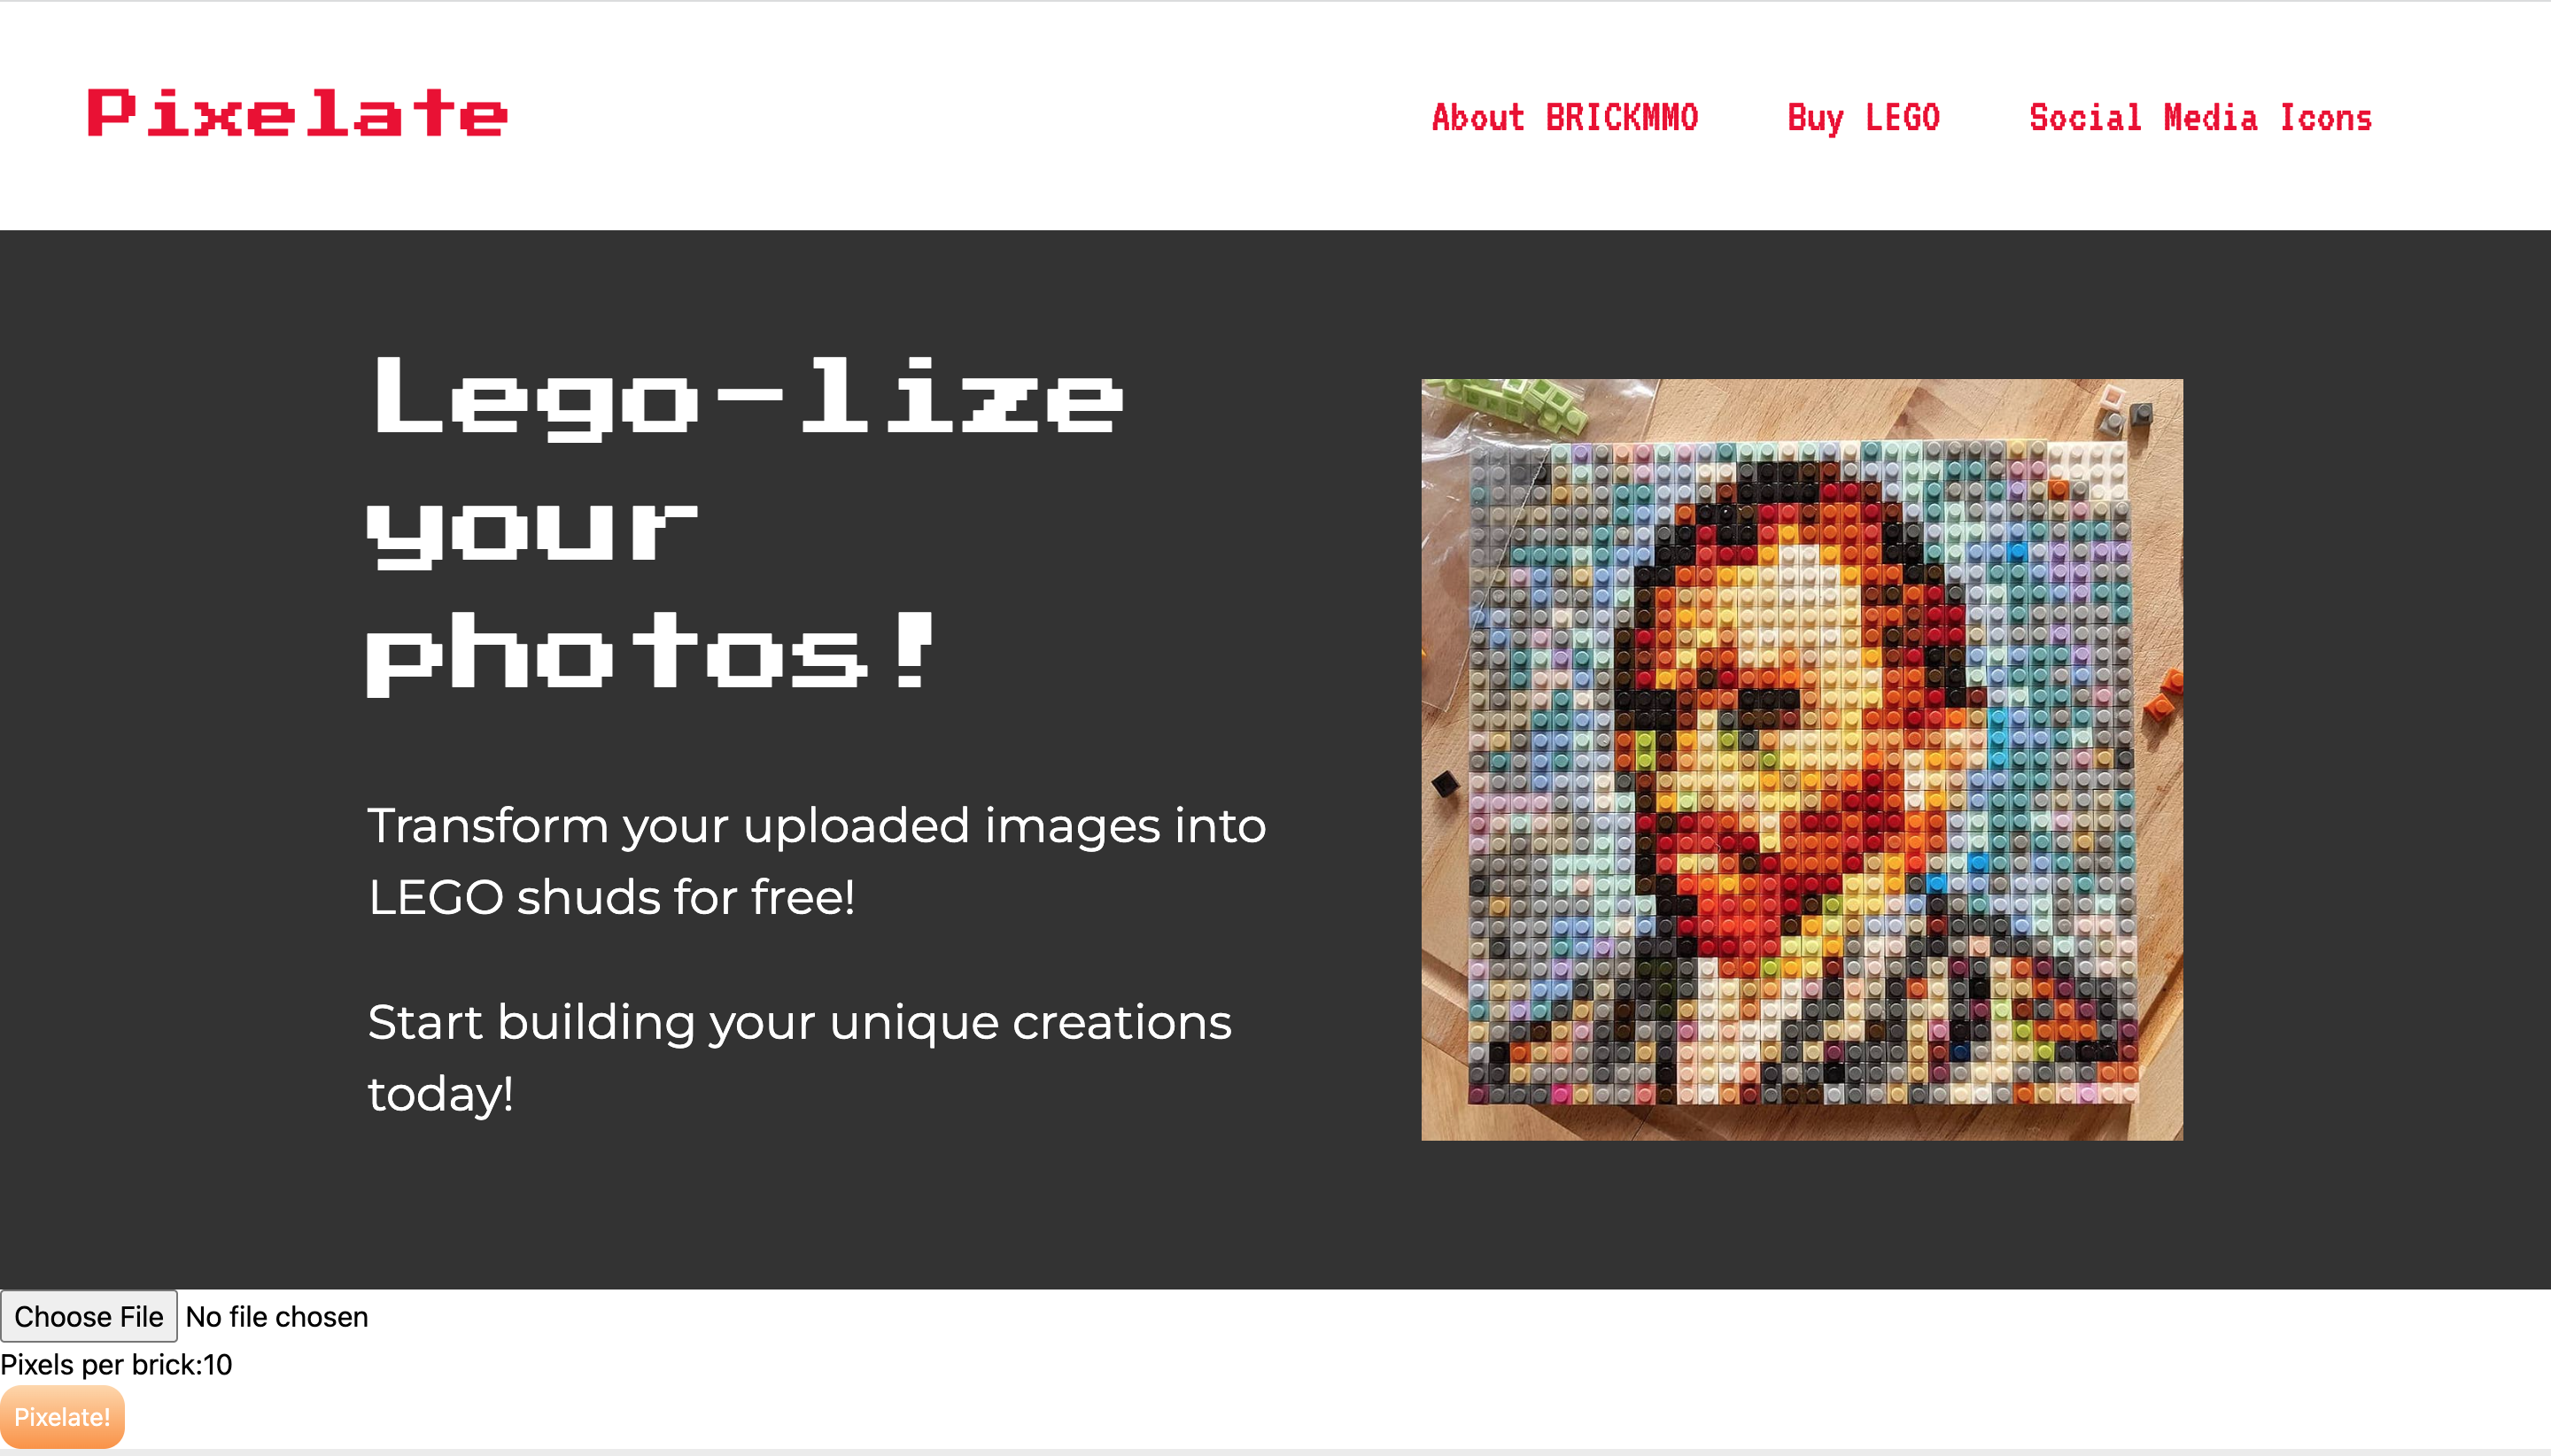 Pixelate
About BRICKMMO Buy LEGO Social Media Icons
Lego-lize
your
photos!
Transform your uploaded images into
LEGO shuds for free!
Start building your unique creations
today!
Choose File No file chosen
Pixels per brick:10
Pixelate!